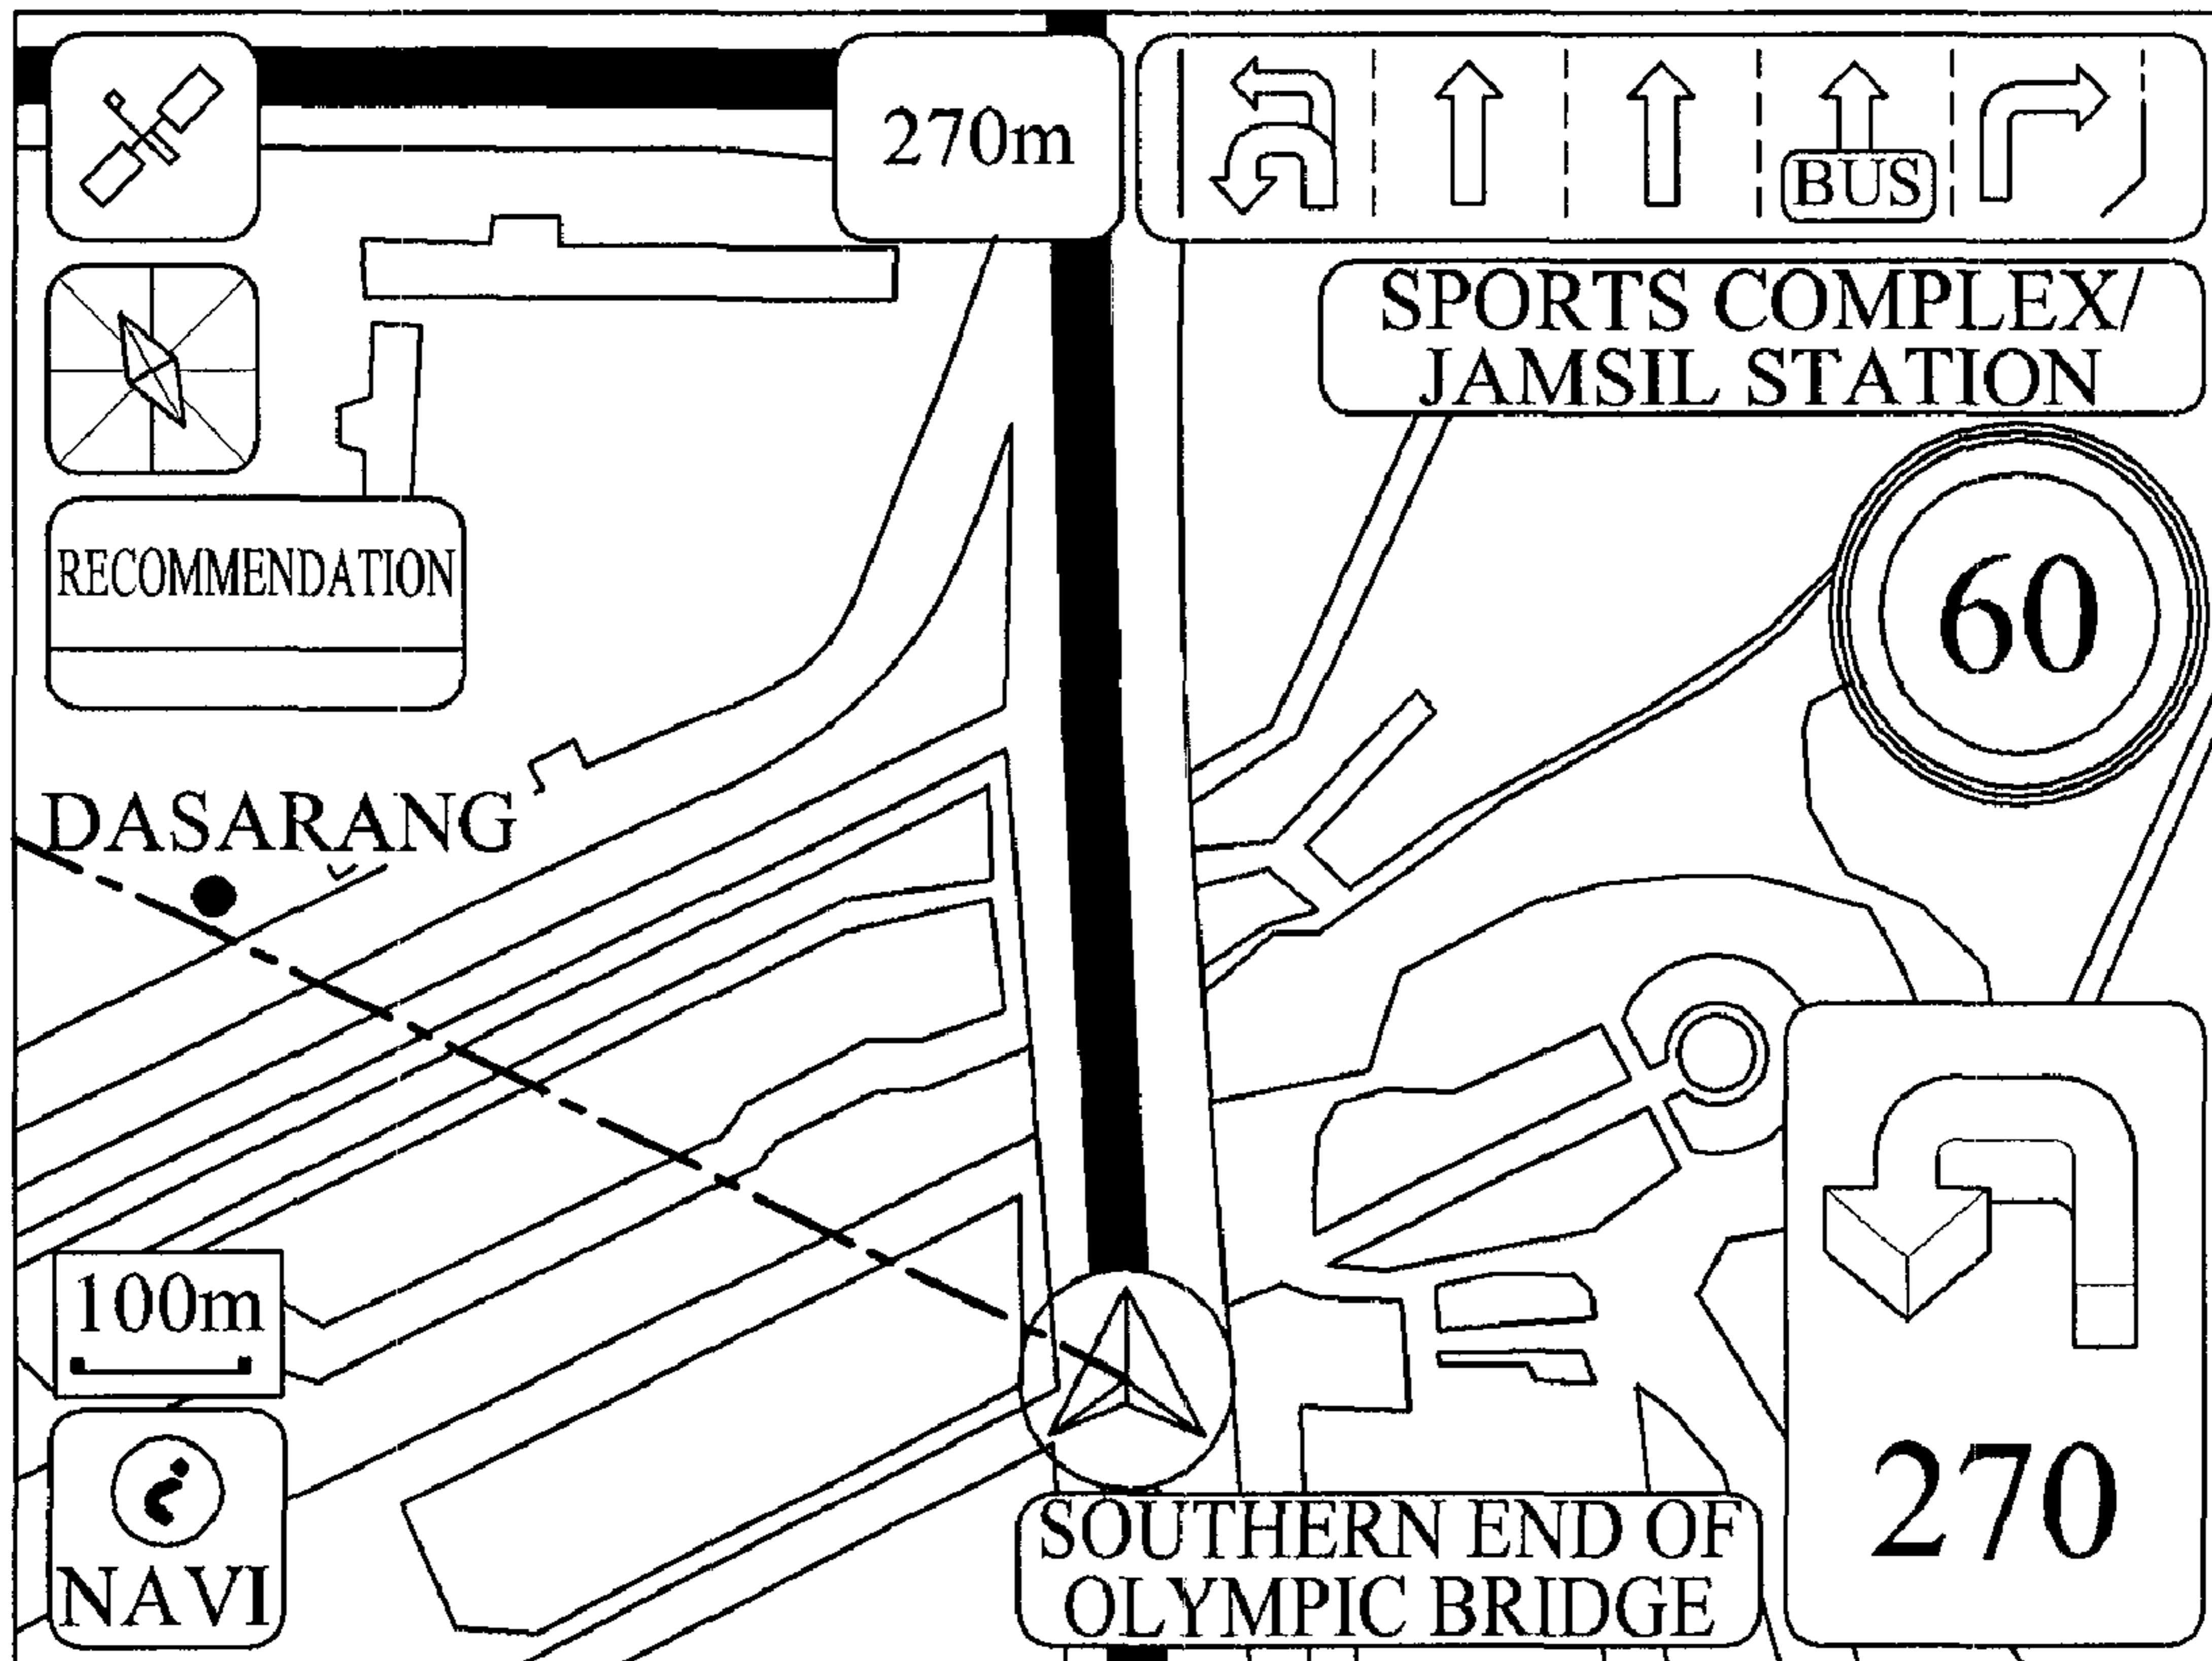 270m
BUS
SPORTS COMPLEX/
JAMSIL STATION
RECOMMENDATION
60
DASARANG
100m
270
NAVI
SOUTHERN END OF
OLYMPIC BRIDGE